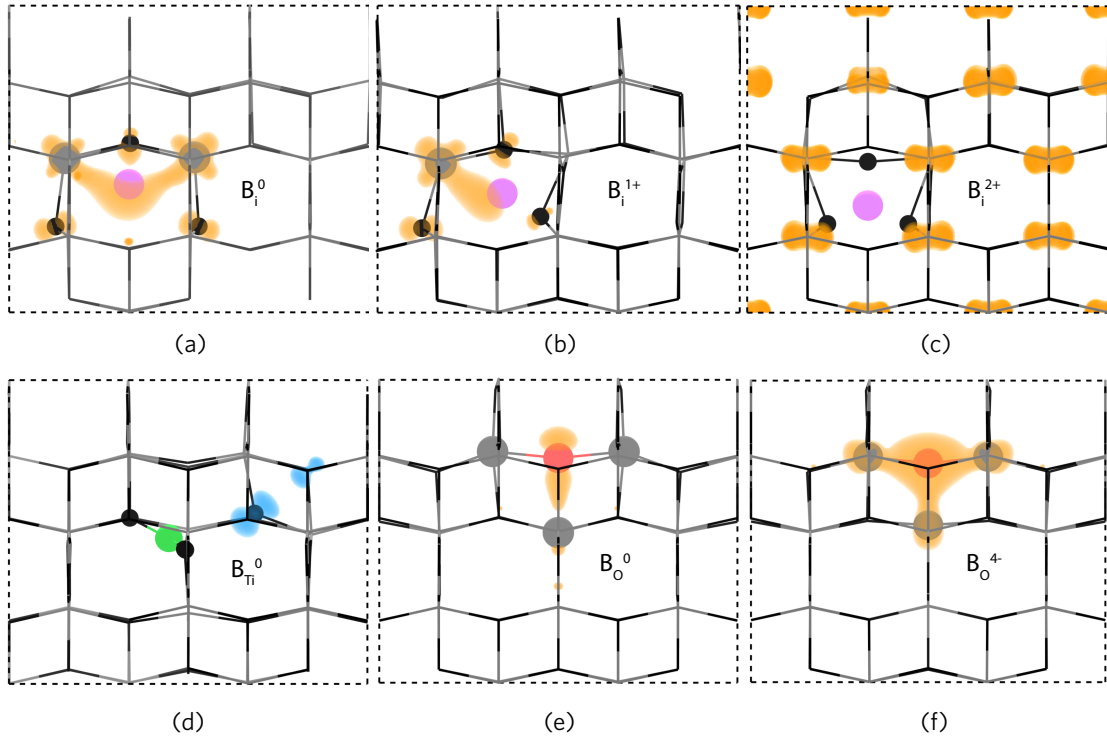 B_i^0
B_i^1+
B_i^2+
(a)
(b)
(c)
B_Ti^0
B_O^0
B_O^4-
(d)
(e)
(f)